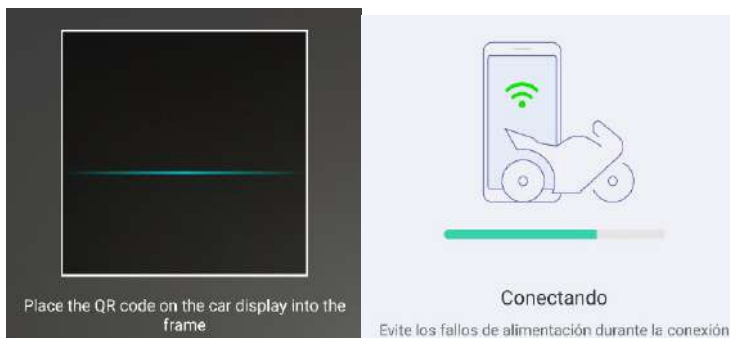 Place the QR code on the car display into the
frame
Conectando
Evite los fallos de alimentación durante la conexión